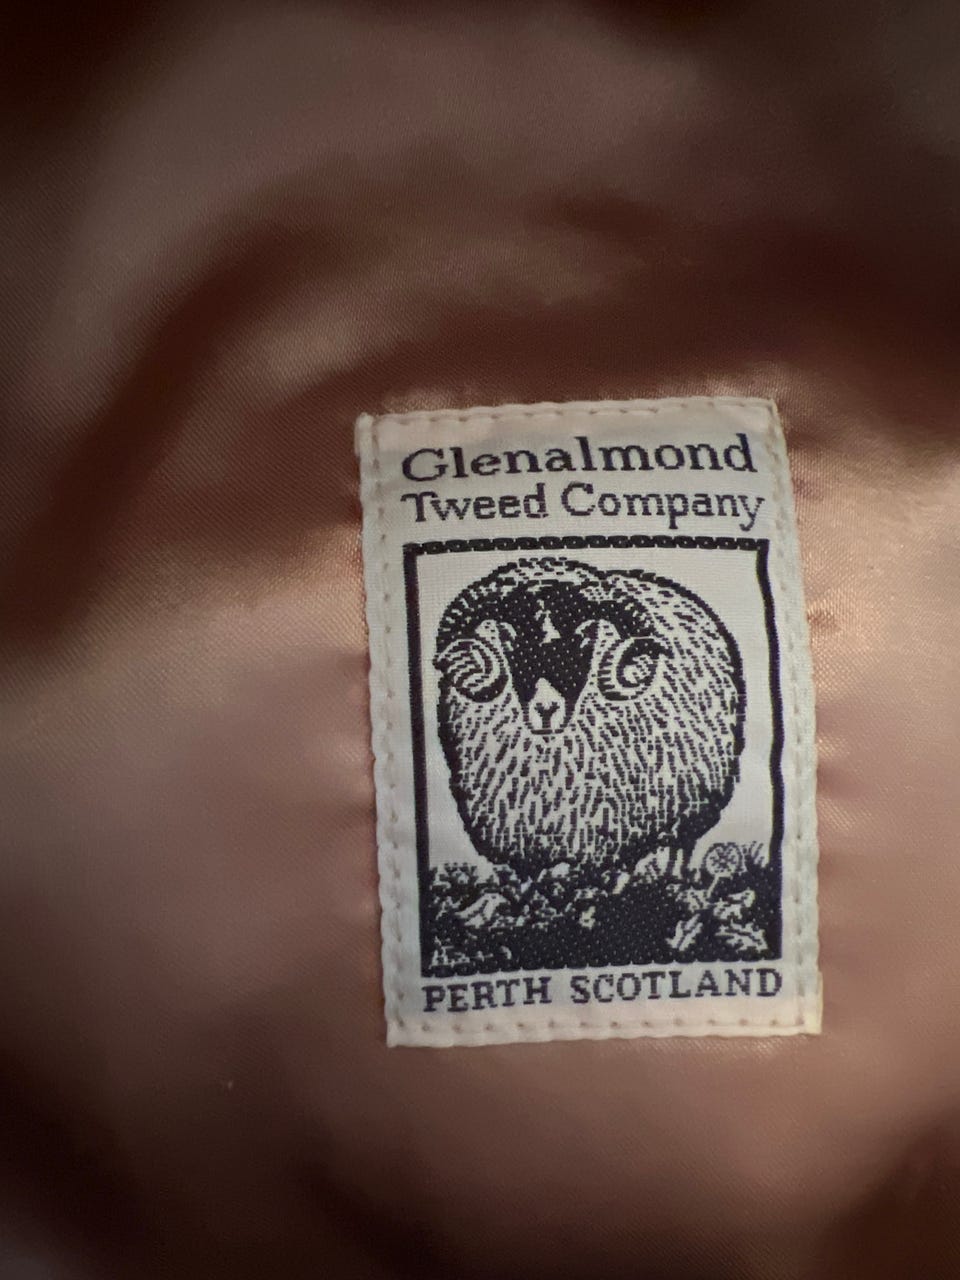 Glenalmond
Tweed Company
PERTH SCOTLAND